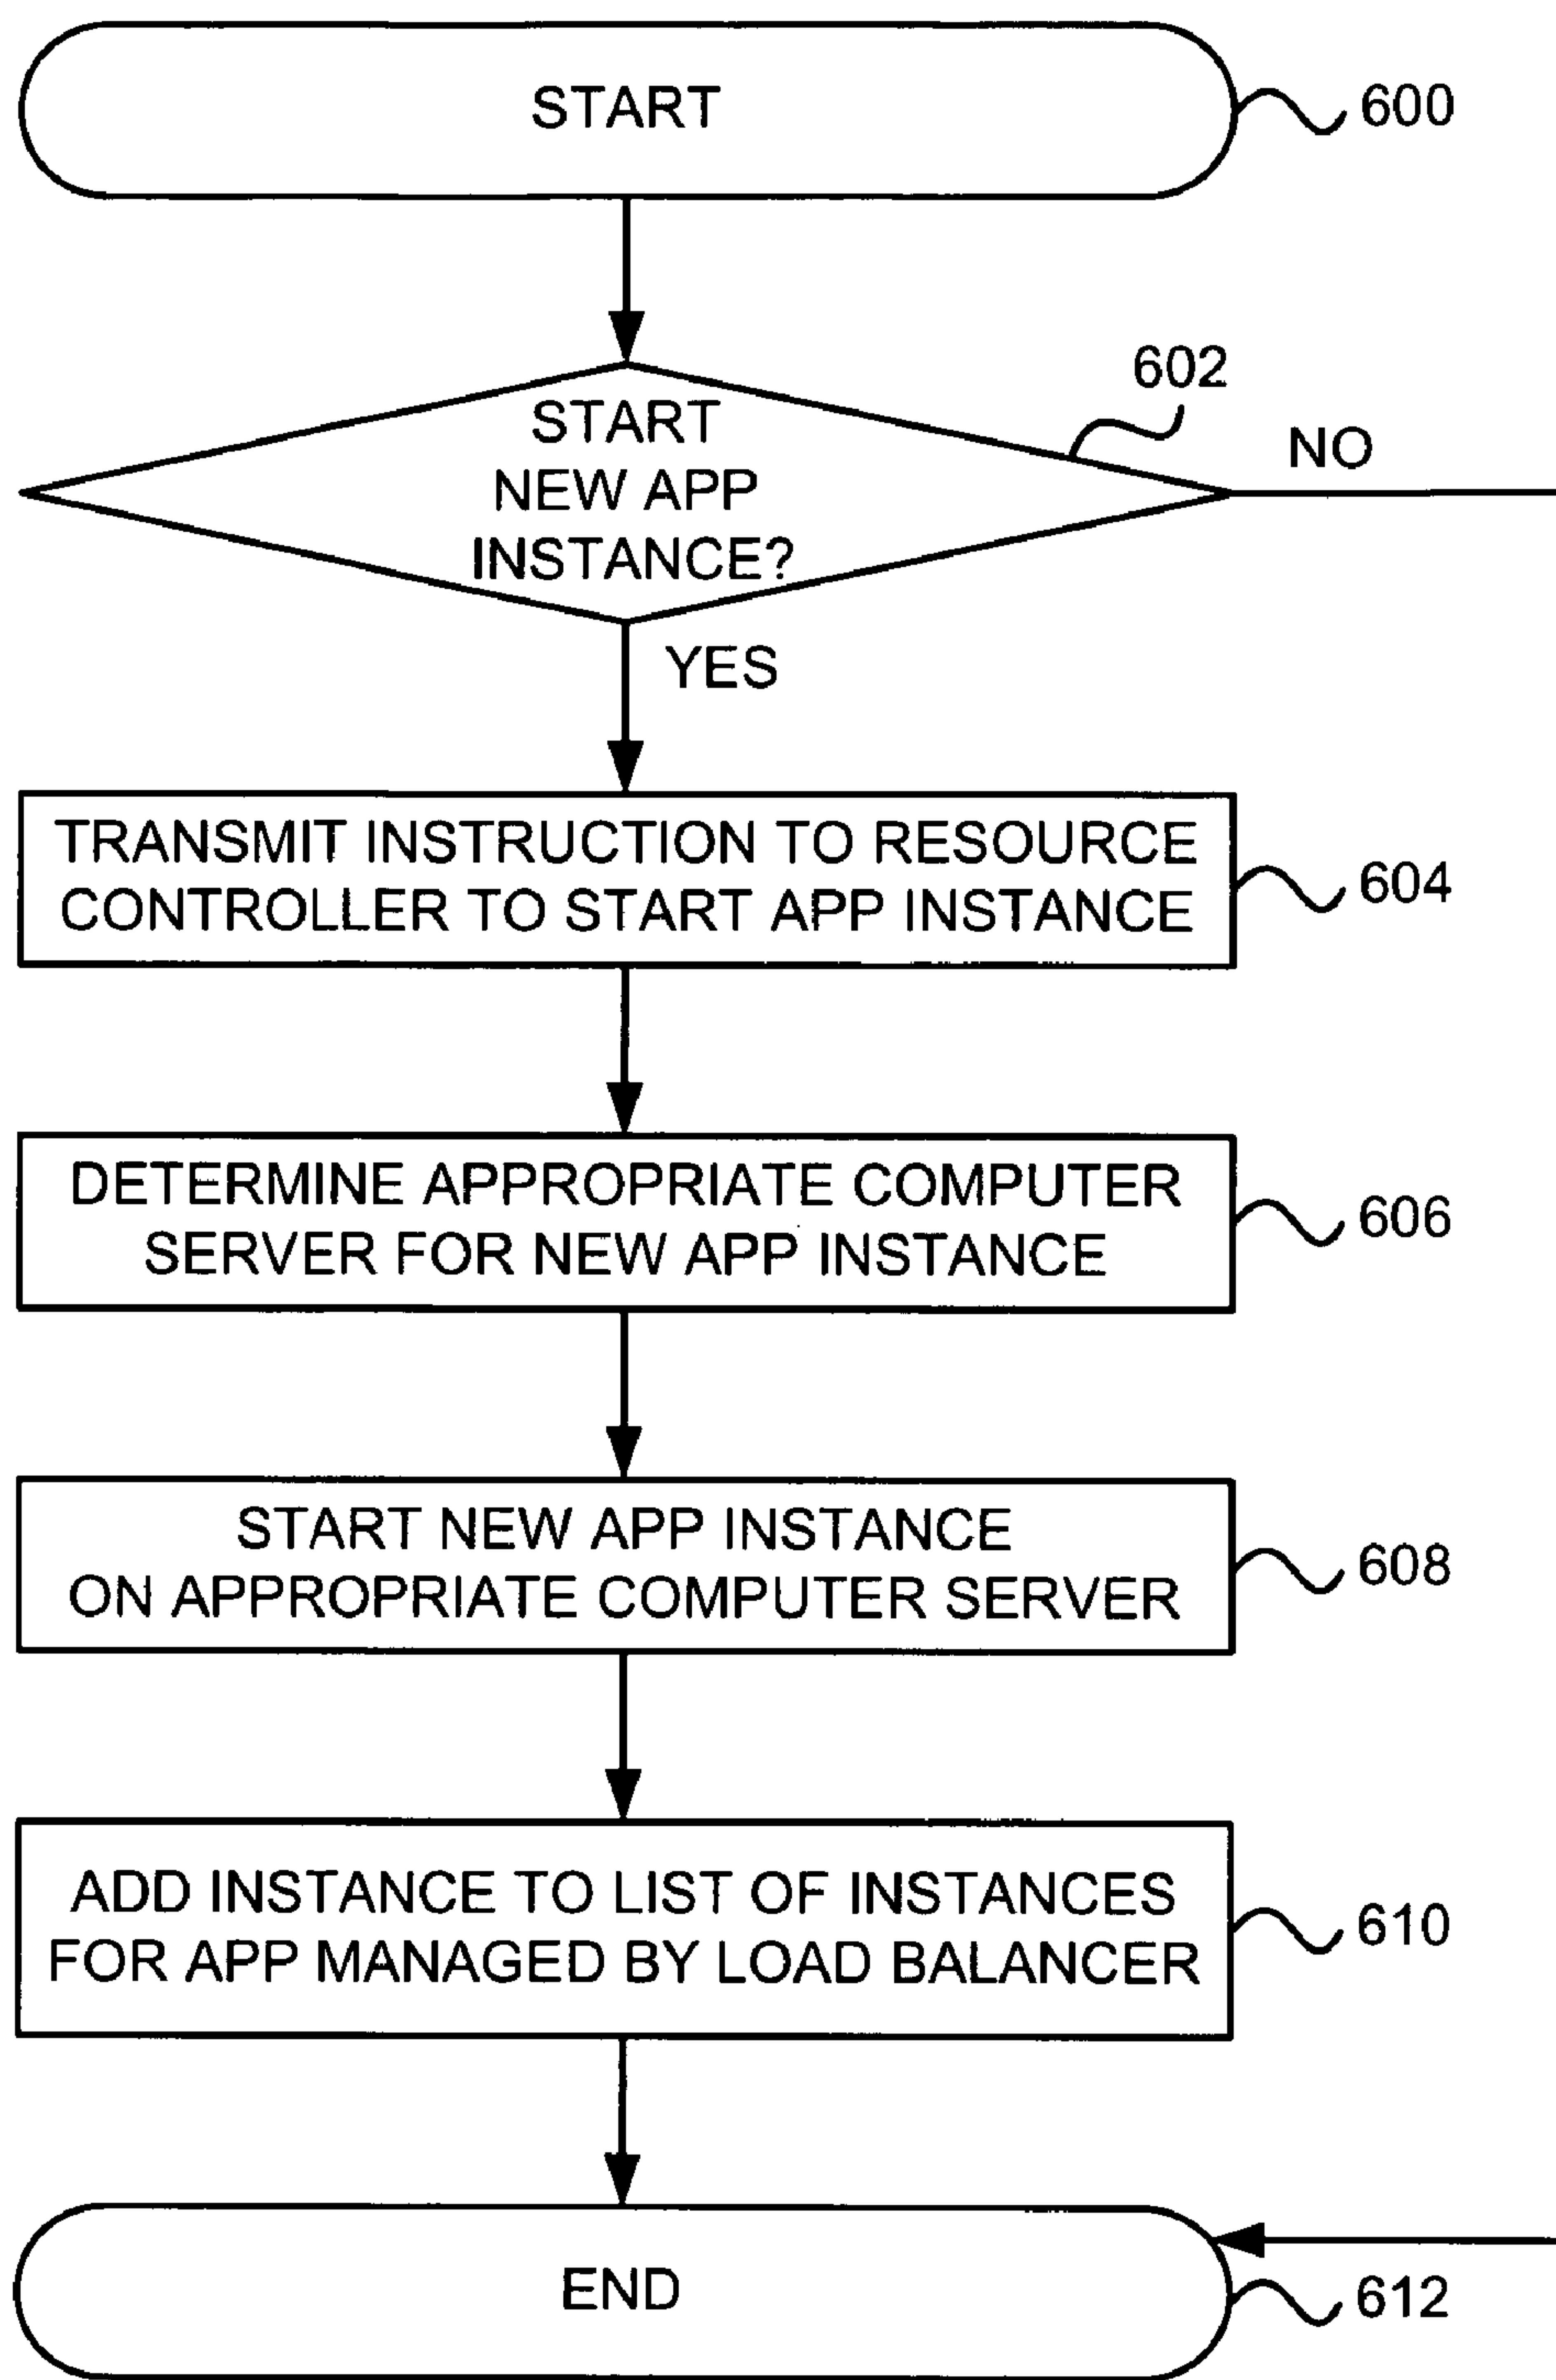 START
600
602
START
NEW APP
INSTANCE?
NO
YES
TRANSMIT INSTRUCTION TO RESOURCE
CONTROLLER TO START APP INSTANCE
604
DETERMINE APPROPRIATE COMPUTER
SERVER FOR NEW APP INSTANCE
606
START NEW APP INSTANCE
ON APPROPRIATE COMPUTER SERVER
608
ADD INSTANCE TO LIST OF INSTANCES
FOR APP MANAGED BY LOAD BALANCER
610
END
612